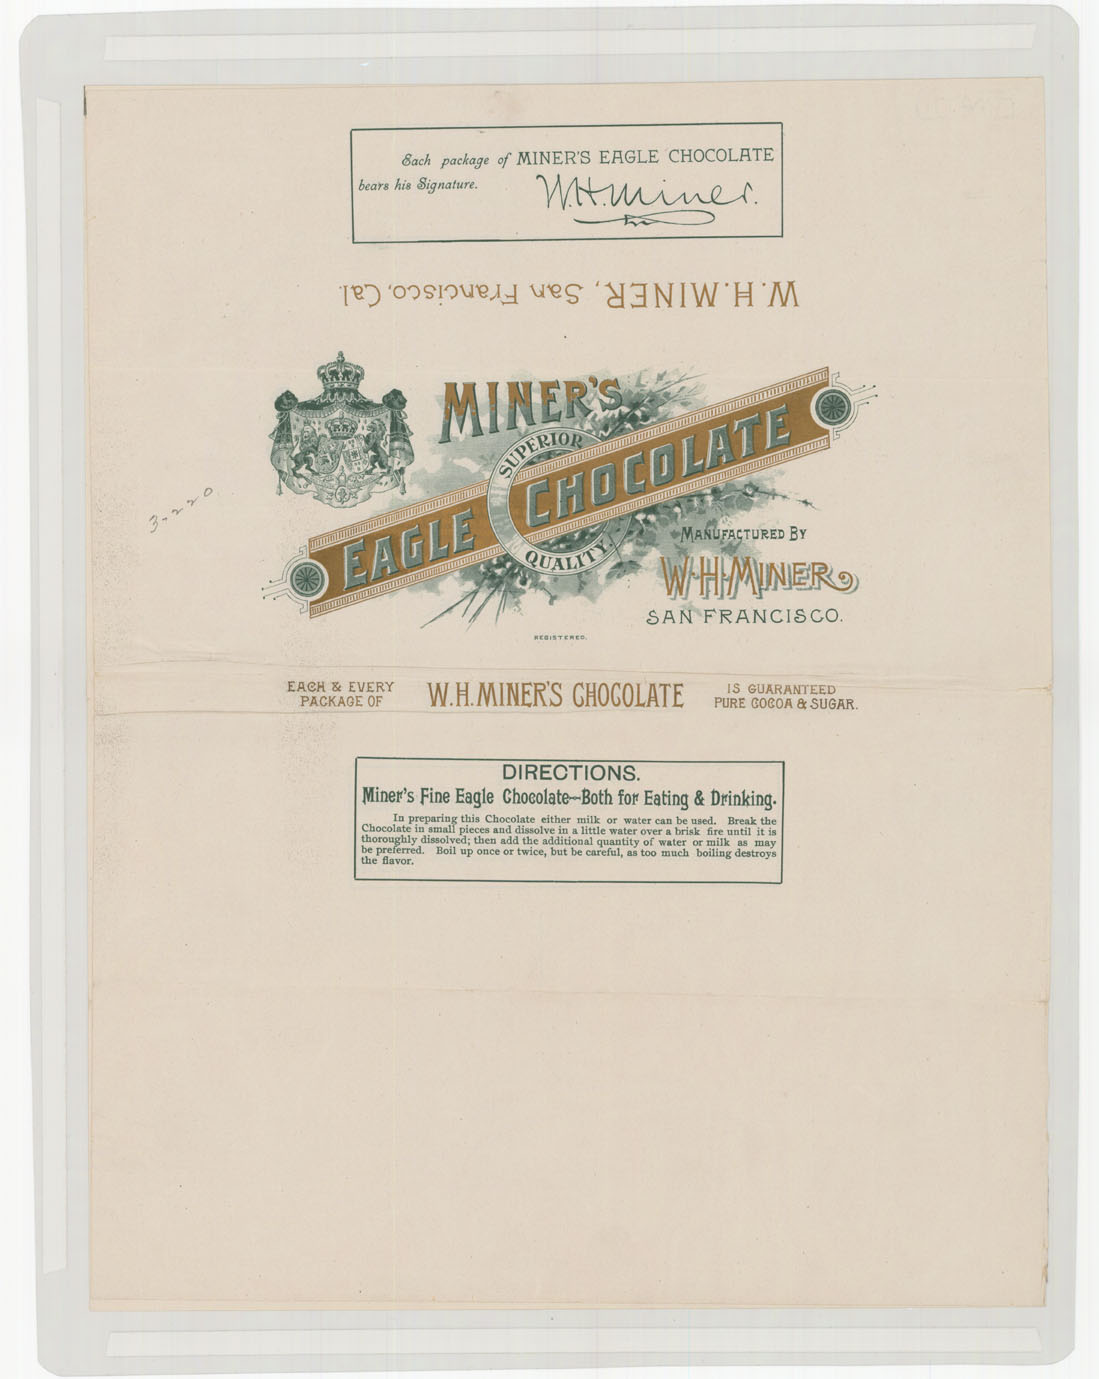 Each package of MINER'S EAGLE CHOCOLATE
bears his Signature.
W.H.Miner.
W.H.MINER, San Francisco, Cal.
MINER'S
SUPERIOR
EAGLE CHOCOLATE
QUALITY.
3-220
MANUFACTURED BY
W.H.MINER
SAN FRANCISCO.
REGISTERED.
EACH & EVERY
PACKAGE OF
W.H.MINER'S CHOCOLATE
IS GUARANTEED
PURE COCOA & SUGAR.
DIRECTIONS.
Miner's Fine Eagle Chocolate—Both for Eating & Drinking.
In preparing this Chocolate either milk or water can be used. Break the
Chocolate in small pieces and dissolve in a little water over a brisk fire until it is
thoroughly dissolved; then add the additional quantity of water or milk as may
be preferred. Boil up once or twice, but be careful, as too much boiling destroys
the flavor.